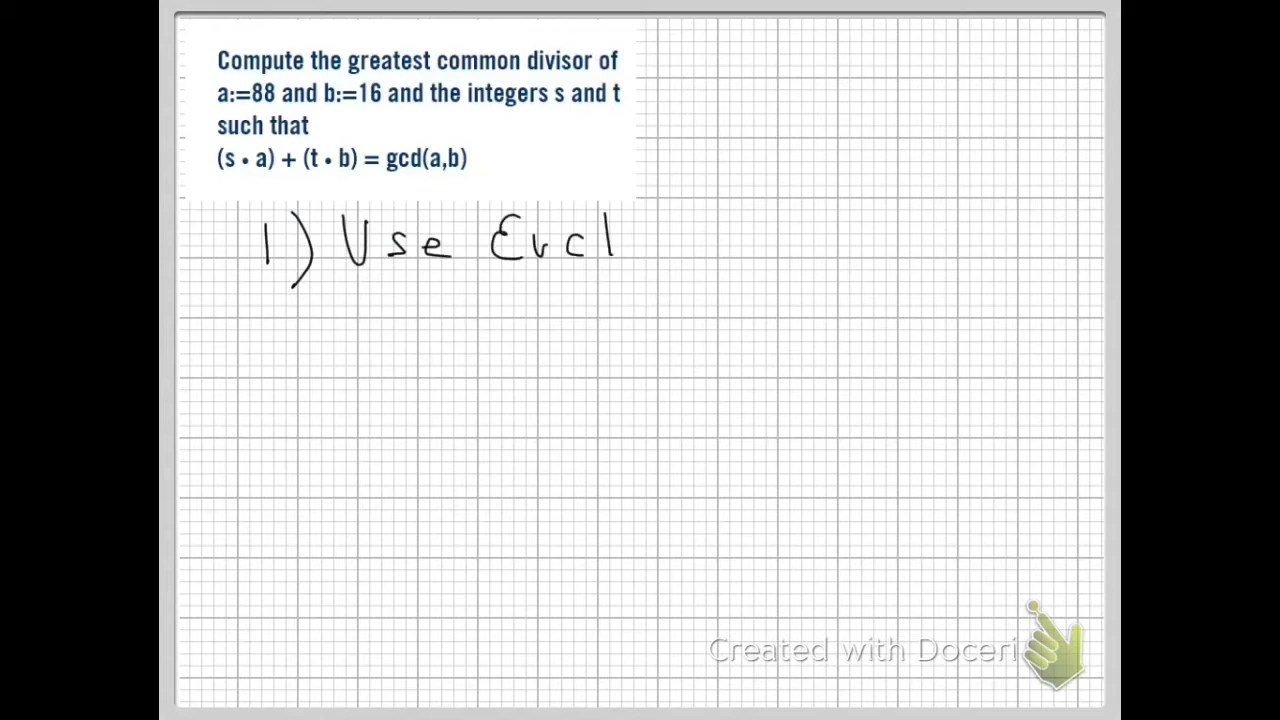 Compute the greatest common divisor of
a:=88 and b:=16 and the integers s and t
such that
(s • a) + (t • b) = gcd(a,b)
1) Use Eucl
Created with Doceri